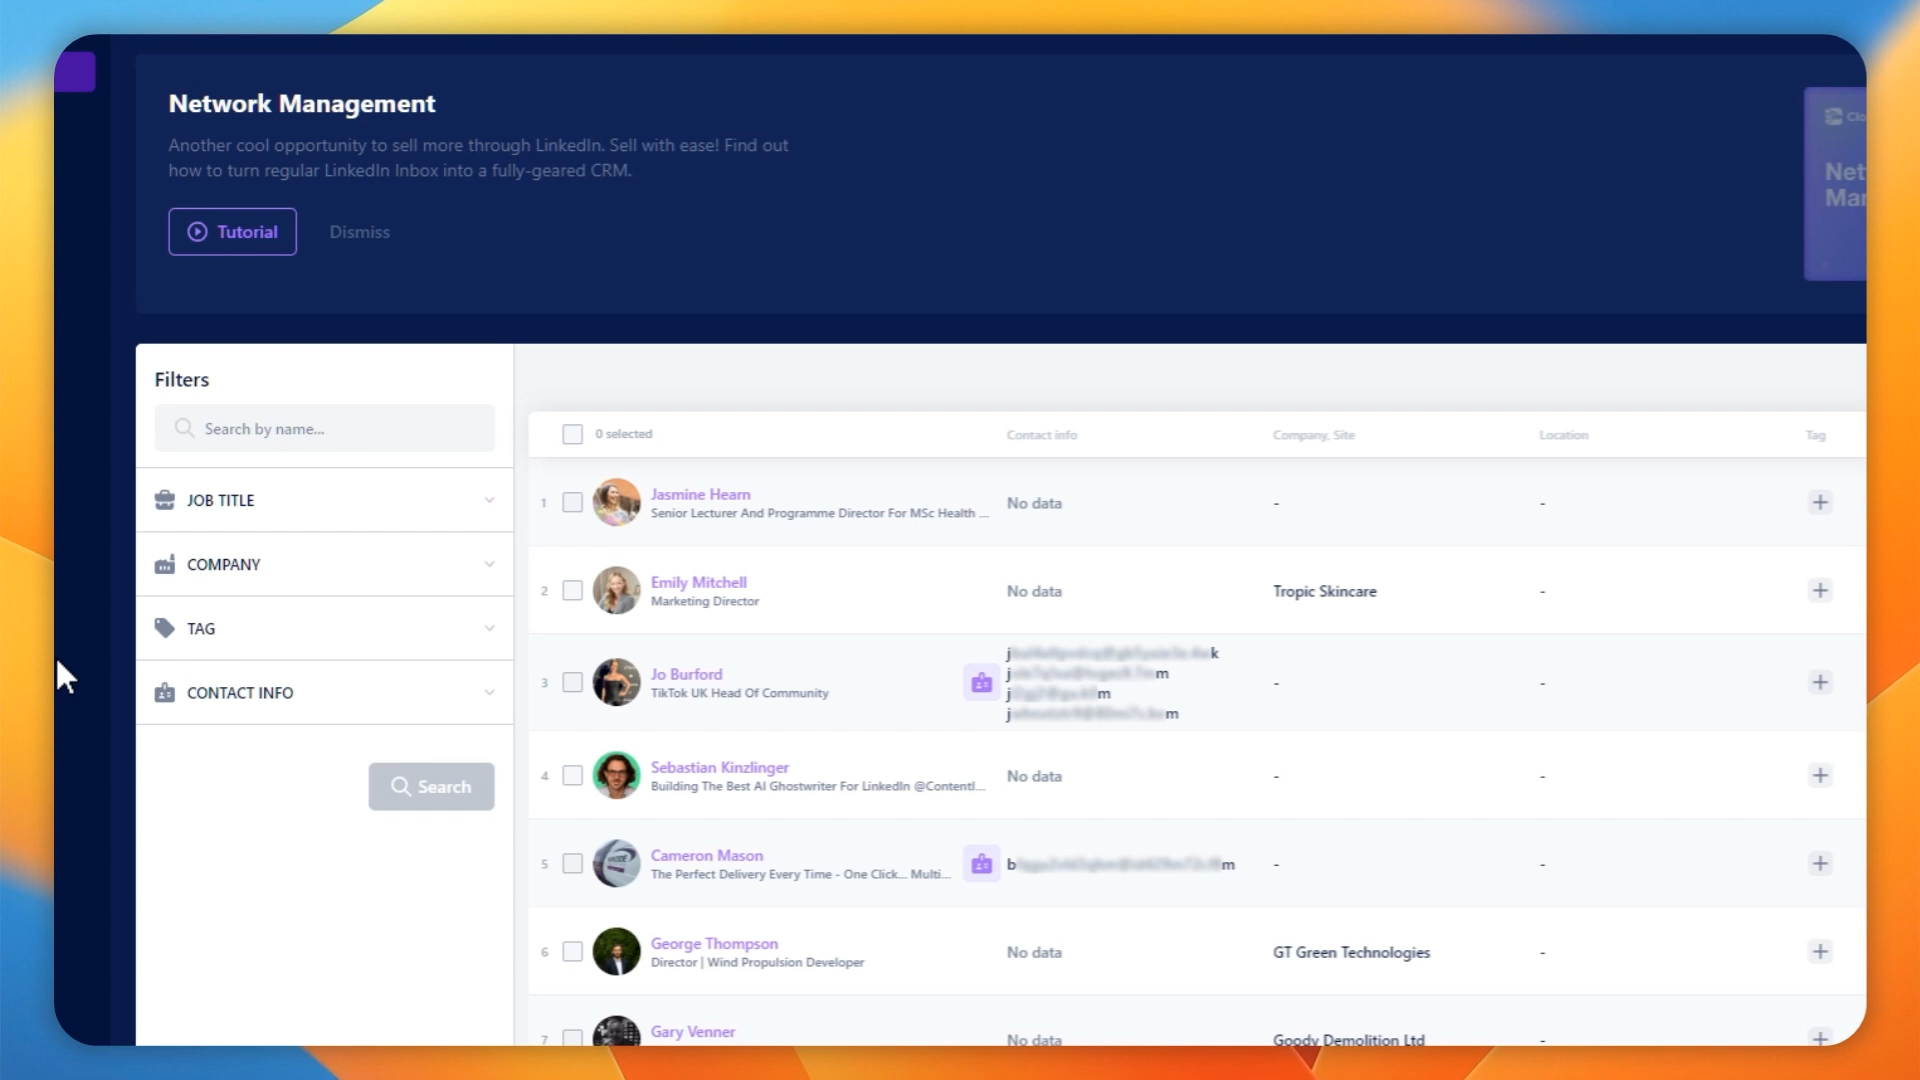 Network Management
Another cool opportunity to sell more through LinkedIn. Sell with ease! Find out
how to turn regular LinkedIn Inbox into a fully-geared CRM.
Tutorial
Dismiss
Filters
Search by name...
JOB TITLE
COMPANY
TAG
CONTACT INFO
Search
0 selected Contact info Company, Site Location Tag
1 Jasmine Hearn No data - -
Senior Lecturer And Programme Director For MSc Health ...
2 Emily Mitchell No data Tropic Skincare -
Marketing Director
3 Jo Burford - -
TikTok UK Head Of Community
4 Sebastian Kinzlinger No data - -
Building The Best AI Ghostwriter For LinkedIn @Contentl...
5 Cameron Mason - -
The Perfect Delivery Every Time - One Click... Multi...
6 George Thompson No data GT Green Technologies -
Director | Wind Propulsion Developer
7 Gary Venner No data Goody Demolition Ltd -